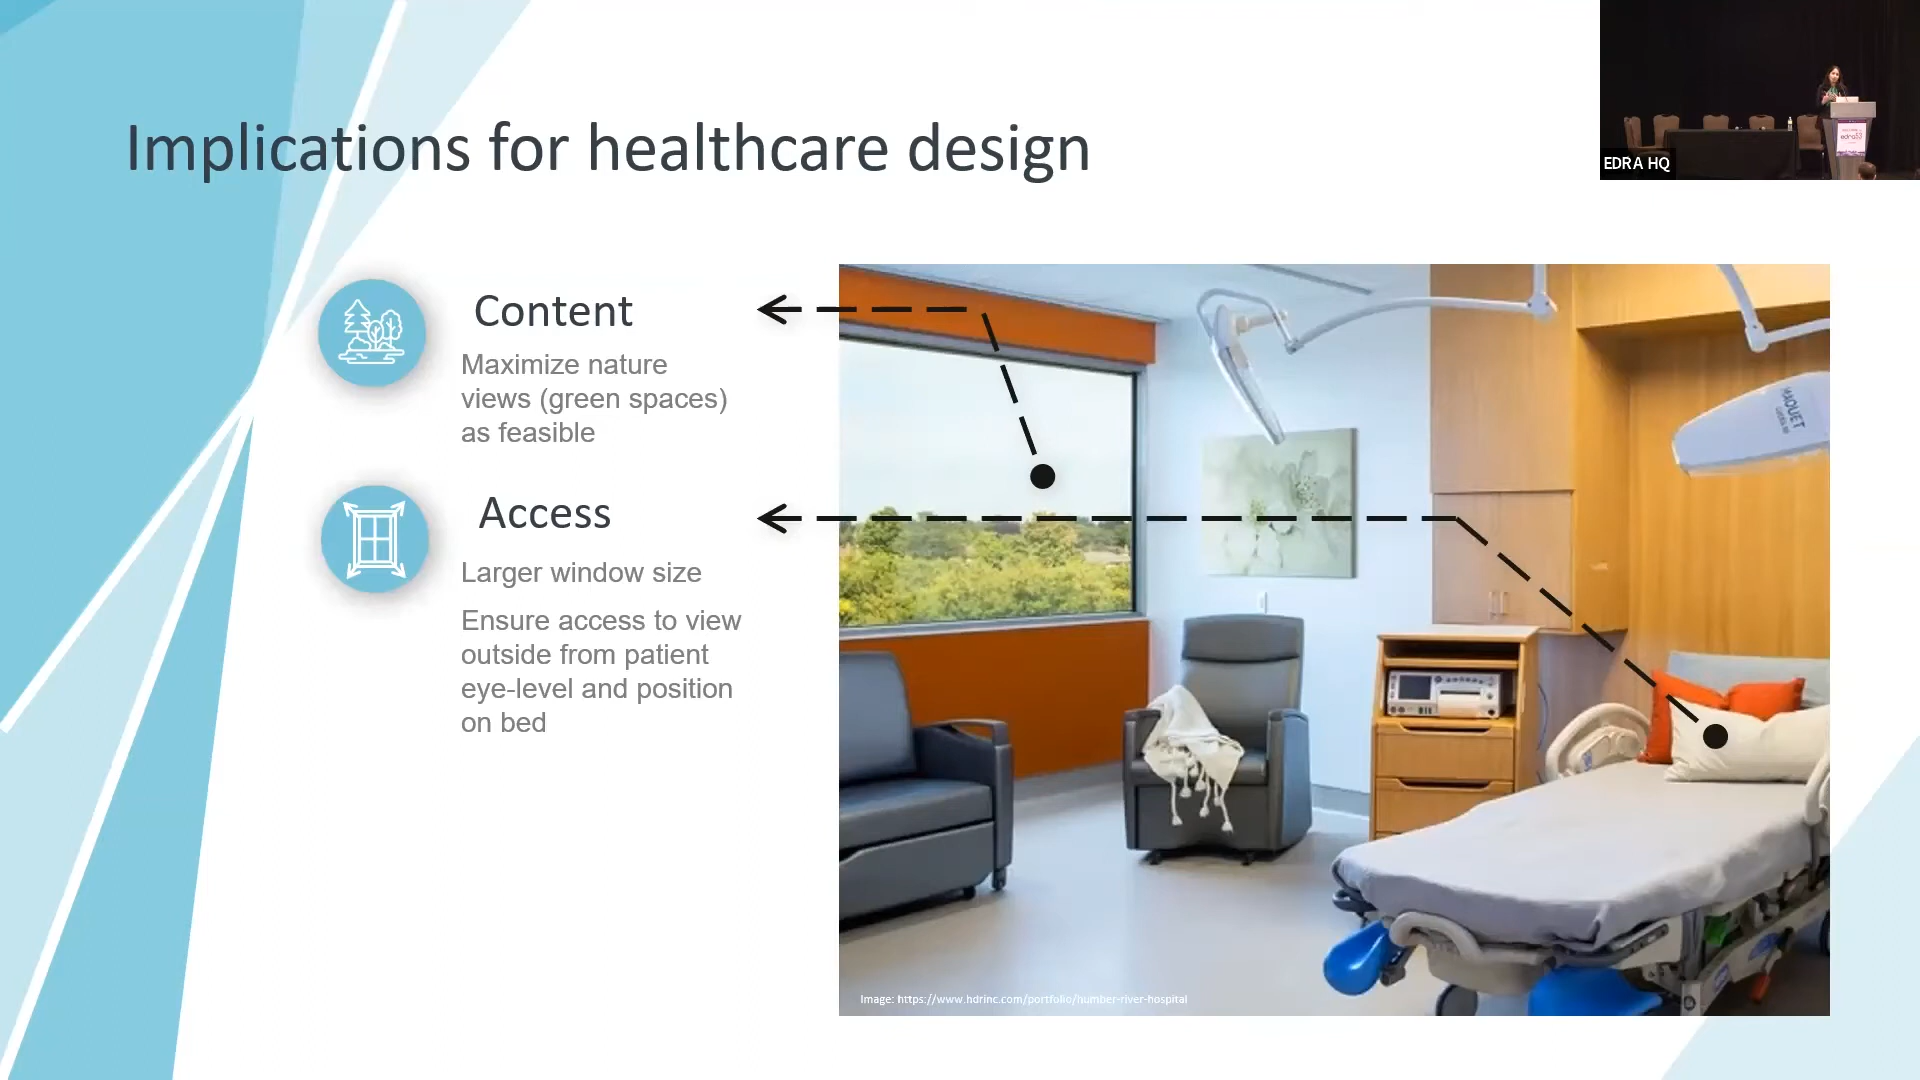 Implications for healthcare design
EDRA HQ
Content
Maximize nature
views (green spaces)
as feasible
Access
Larger window size
Ensure access to view
outside from patient
eye-level and position
on bed
MAQUET
Image: https://www.hdrinc.com/portfolio/humber-river-hospital